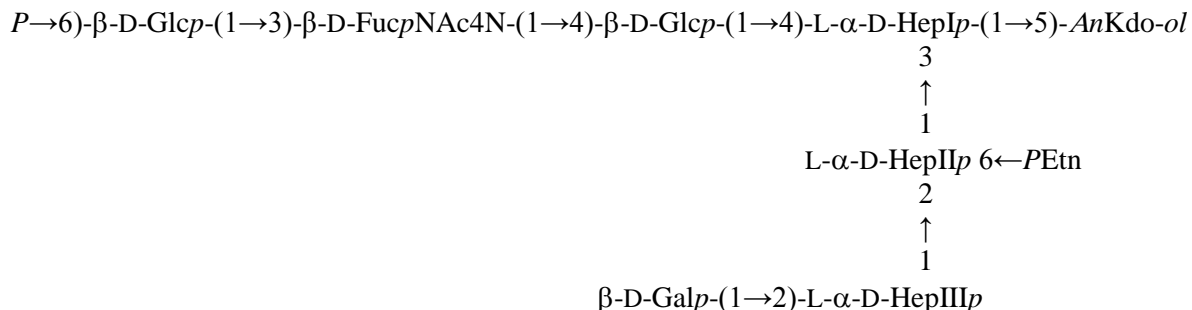 P→6)-β-D-Glcp-(1→3)-β-D-FucpNAc4N-(1→4)-β-D-Glcp-(1→4)-L-α-D-HepIp-(1→5)-AnKdo-ol
3
↑
1
L-α-D-HepIIp 6←PEtn
2
↑
1
β-D-Galp-(1→2)-L-α-D-HepIIIp